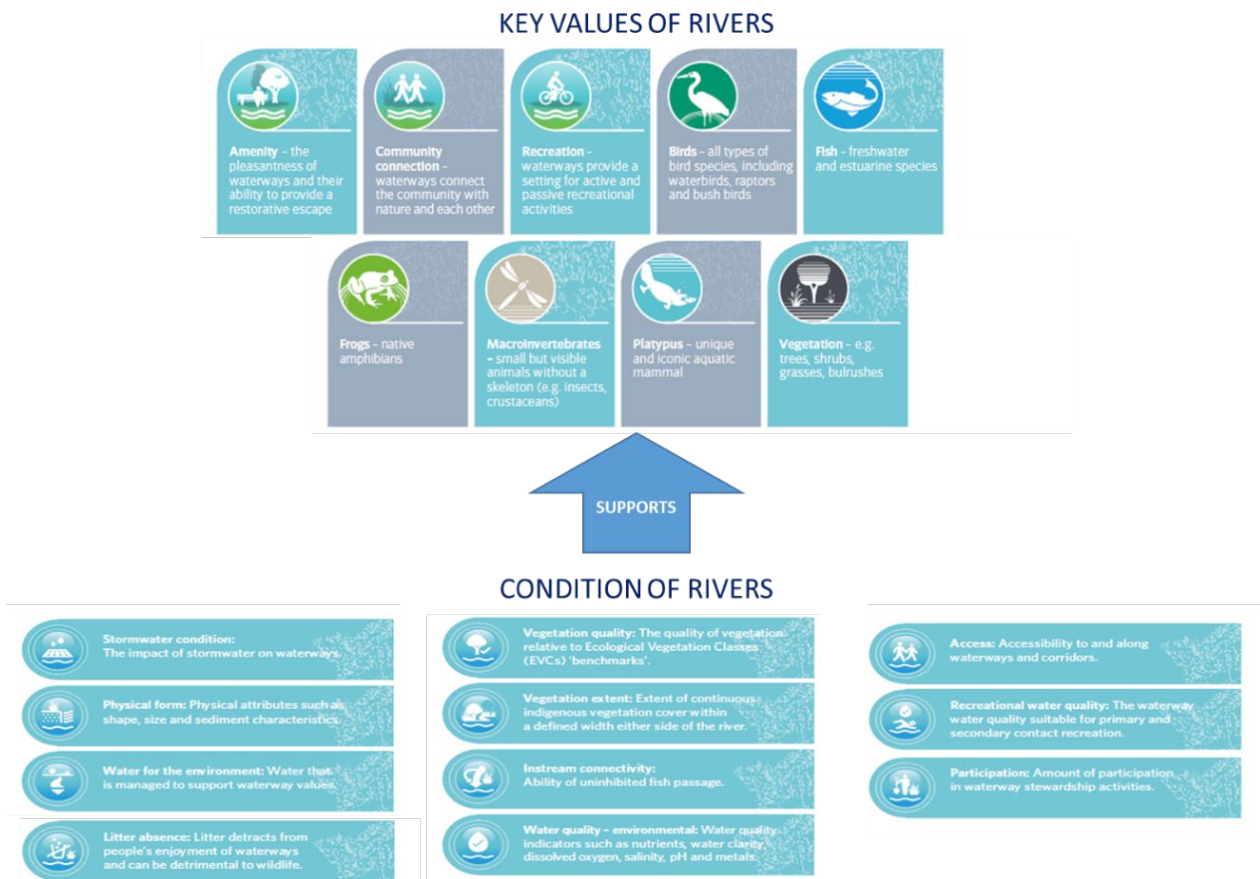 KEY VALUES OF RIVERS
Amenity – the
pleasantness of
waterways and their
ability to provide a
restorative escape
Community
connection –
waterways connect
the community with
nature and each other
Recreation –
waterways provide a
setting for active and
passive recreational
activities
Birds – all types of
bird species, including
waterbirds, raptors
and bush birds
Fish – freshwater
and estuarine species
Frogs – native
amphibians
Macroinvertebrates
– small but visible
animals without a
skeleton (e.g. insects,
crustaceans)
Platypus – unique
and iconic aquatic
mammal
Vegetation – e.g.
trees, shrubs,
grasses, bulrushes
SUPPORTS
CONDITION OF RIVERS
Stormwater condition:
The impact of stormwater on waterways.
Physical form: Physical attributes such as
shape, size and sediment characteristics.
Water for the environment: Water that
is managed to support waterway values.
Litter absence: Litter detracts from
people's enjoyment of waterways
and can be detrimental to wildlife.
Vegetation quality: The quality of vegetation
relative to Ecological Vegetation Classes
(EVCs) 'benchmarks'.
Vegetation extent: Extent of continuous
indigenous vegetation cover within
a defined width either side of the river.
Instream connectivity:
Ability of uninhibited fish passage.
Water quality – environmental: Water quality
indicators such as nutrients, water clarity,
dissolved oxygen, salinity, pH and metals.
Access: Accessibility to and along
waterways and corridors.
Recreational water quality: The waterway
water quality suitable for primary and
secondary contact recreation.
Participation: Amount of participation
in waterway stewardship activities.